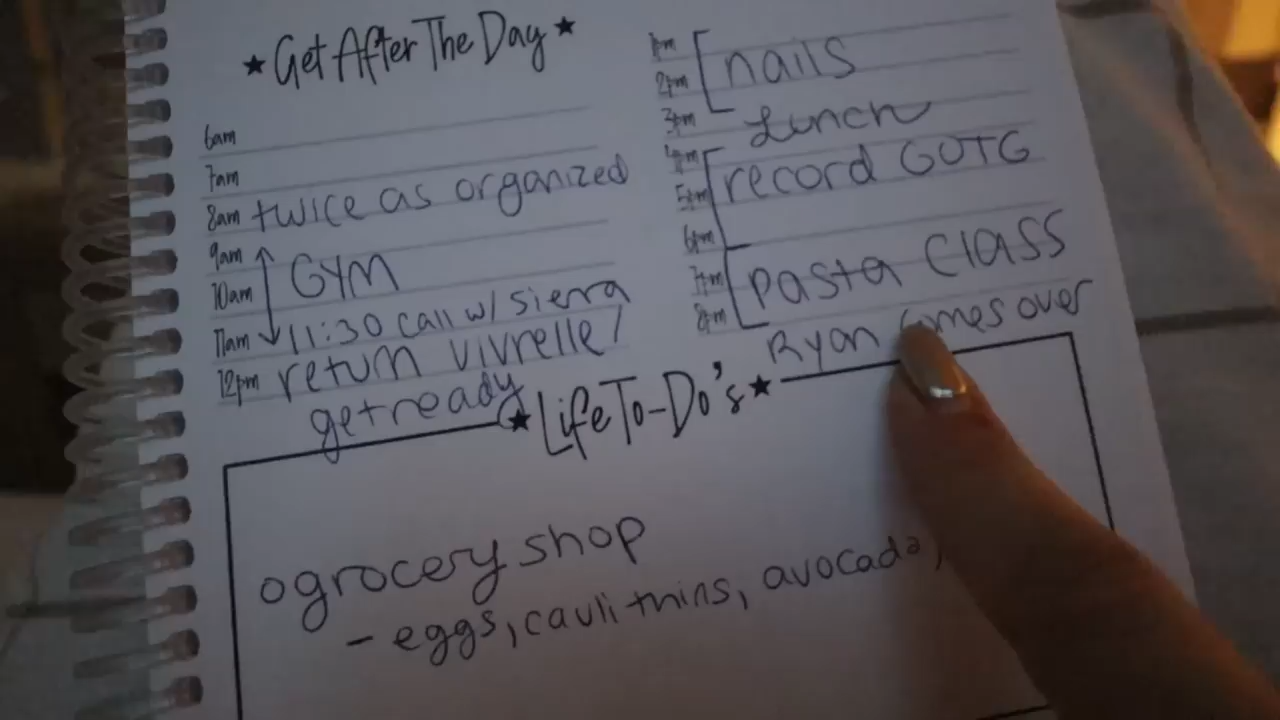 ★ Get After The Day ★
6am
7am
8am twice as organized
9am
10am GYM
11am 11:30 call w/ sierra
12pm return vivrelle/
get ready
1pm
2pm nails
3pm Lunch
4pm
5pm record GOTG
6pm
7pm pasta class
8pm
Ryan comes over
★ Life To-Do's ★
o grocery shop
- eggs, cauli thins, avocado,